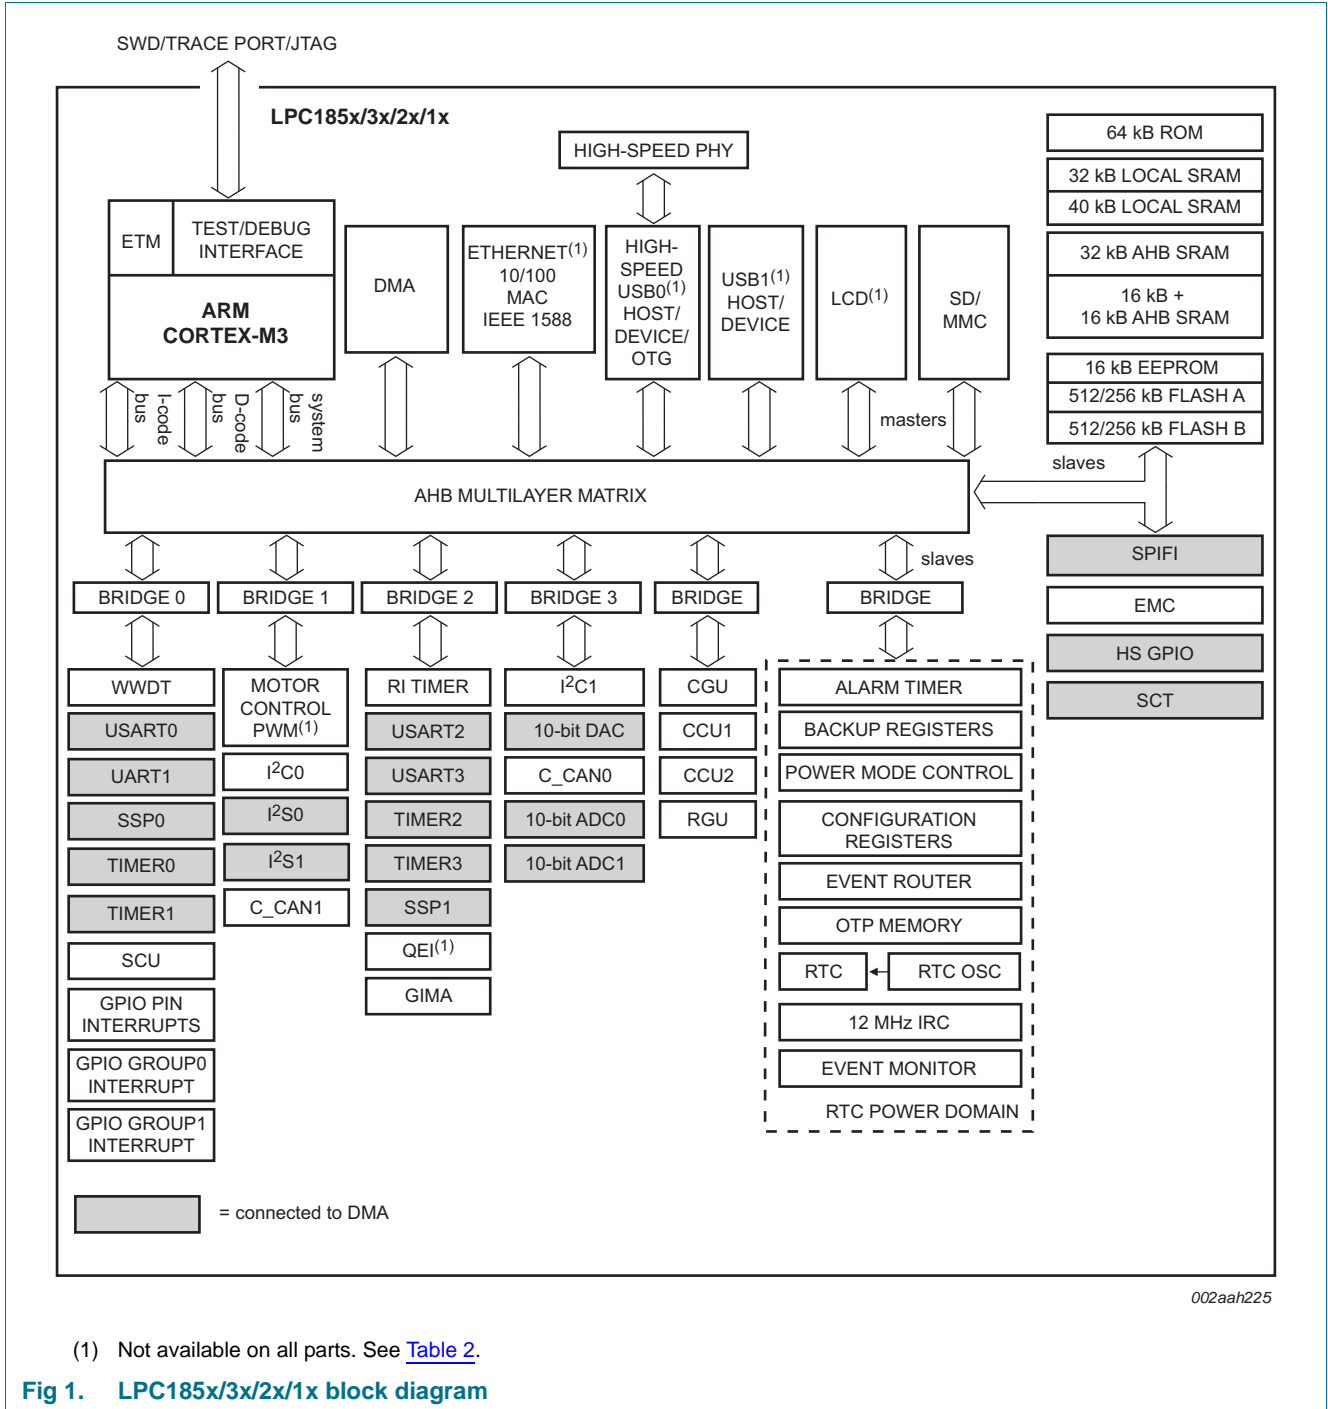 SWD/TRACE PORT/JTAG
LPC185x/3x/2x/1x
HIGH-SPEED PHY
ETM
TEST/DEBUG
INTERFACE
ARM
CORTEX-M3
DMA
ETHERNET(1)
10/100
MAC
IEEE 1588
HIGH-
SPEED
USB0(1)
HOST/
DEVICE/
OTG
USB1(1)
HOST/
DEVICE
LCD(1)
SD/
MMC
64 kB ROM
32 kB LOCAL SRAM
40 kB LOCAL SRAM
32 kB AHB SRAM
16 kB +
16 kB AHB SRAM
16 kB EEPROM
512/256 kB FLASH A
512/256 kB FLASH B
I-code
bus
D-code
bus
system
bus
masters
slaves
AHB MULTILAYER MATRIX
slaves
BRIDGE 0
BRIDGE 1
BRIDGE 2
BRIDGE 3
BRIDGE
BRIDGE
SPIFI
EMC
HS GPIO
SCT
WWDT
USART0
UART1
SSP0
TIMER0
TIMER1
SCU
GPIO PIN
INTERRUPTS
GPIO GROUP0
INTERRUPT
GPIO GROUP1
INTERRUPT
MOTOR
CONTROL
PWM(1)
I2C0
I2S0
I2S1
C_CAN1
RI TIMER
USART2
USART3
TIMER2
TIMER3
SSP1
QEI(1)
GIMA
I2C1
10-bit DAC
C_CAN0
10-bit ADC0
10-bit ADC1
CGU
CCU1
CCU2
RGU
ALARM TIMER
BACKUP REGISTERS
POWER MODE CONTROL
CONFIGURATION
REGISTERS
EVENT ROUTER
OTP MEMORY
RTC
RTC OSC
12 MHz IRC
EVENT MONITOR
RTC POWER DOMAIN
= connected to DMA
002aah225
(1) Not available on all parts. See Table 2.
Fig 1. LPC185x/3x/2x/1x block diagram